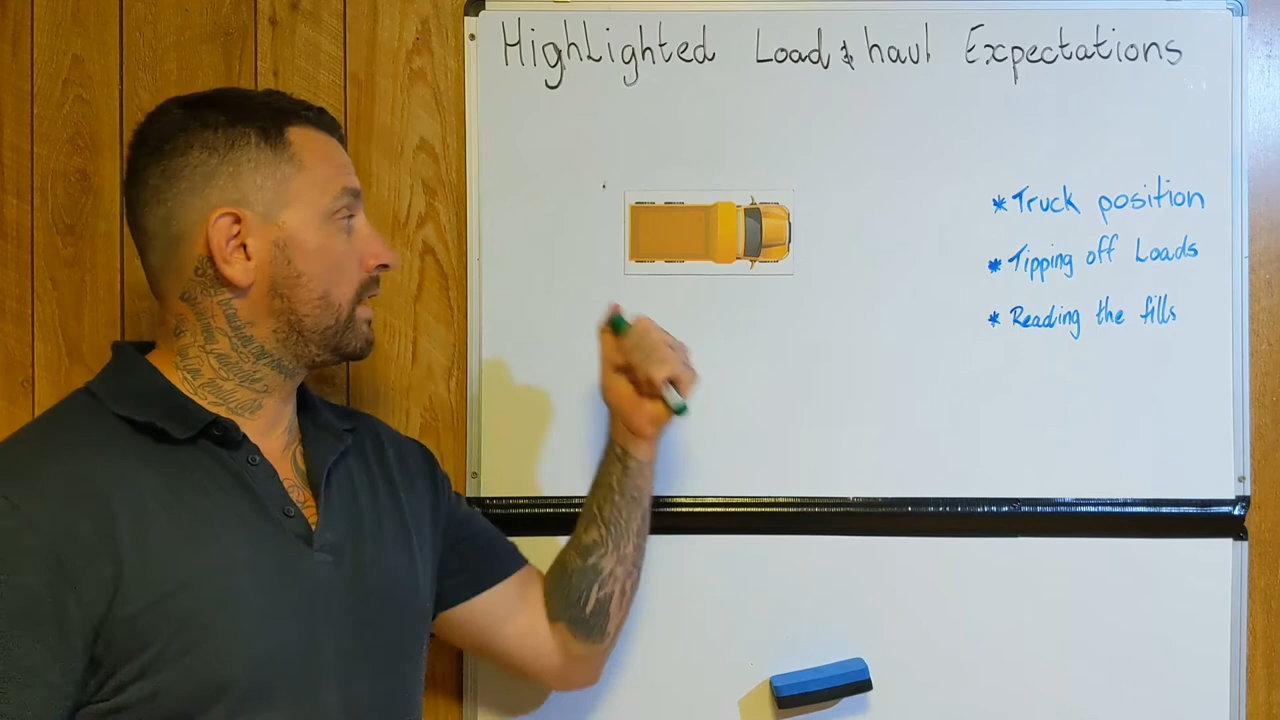 Highlighted Load & haul Expectations
* Truck position
* Tipping off Loads
* Reading the fills